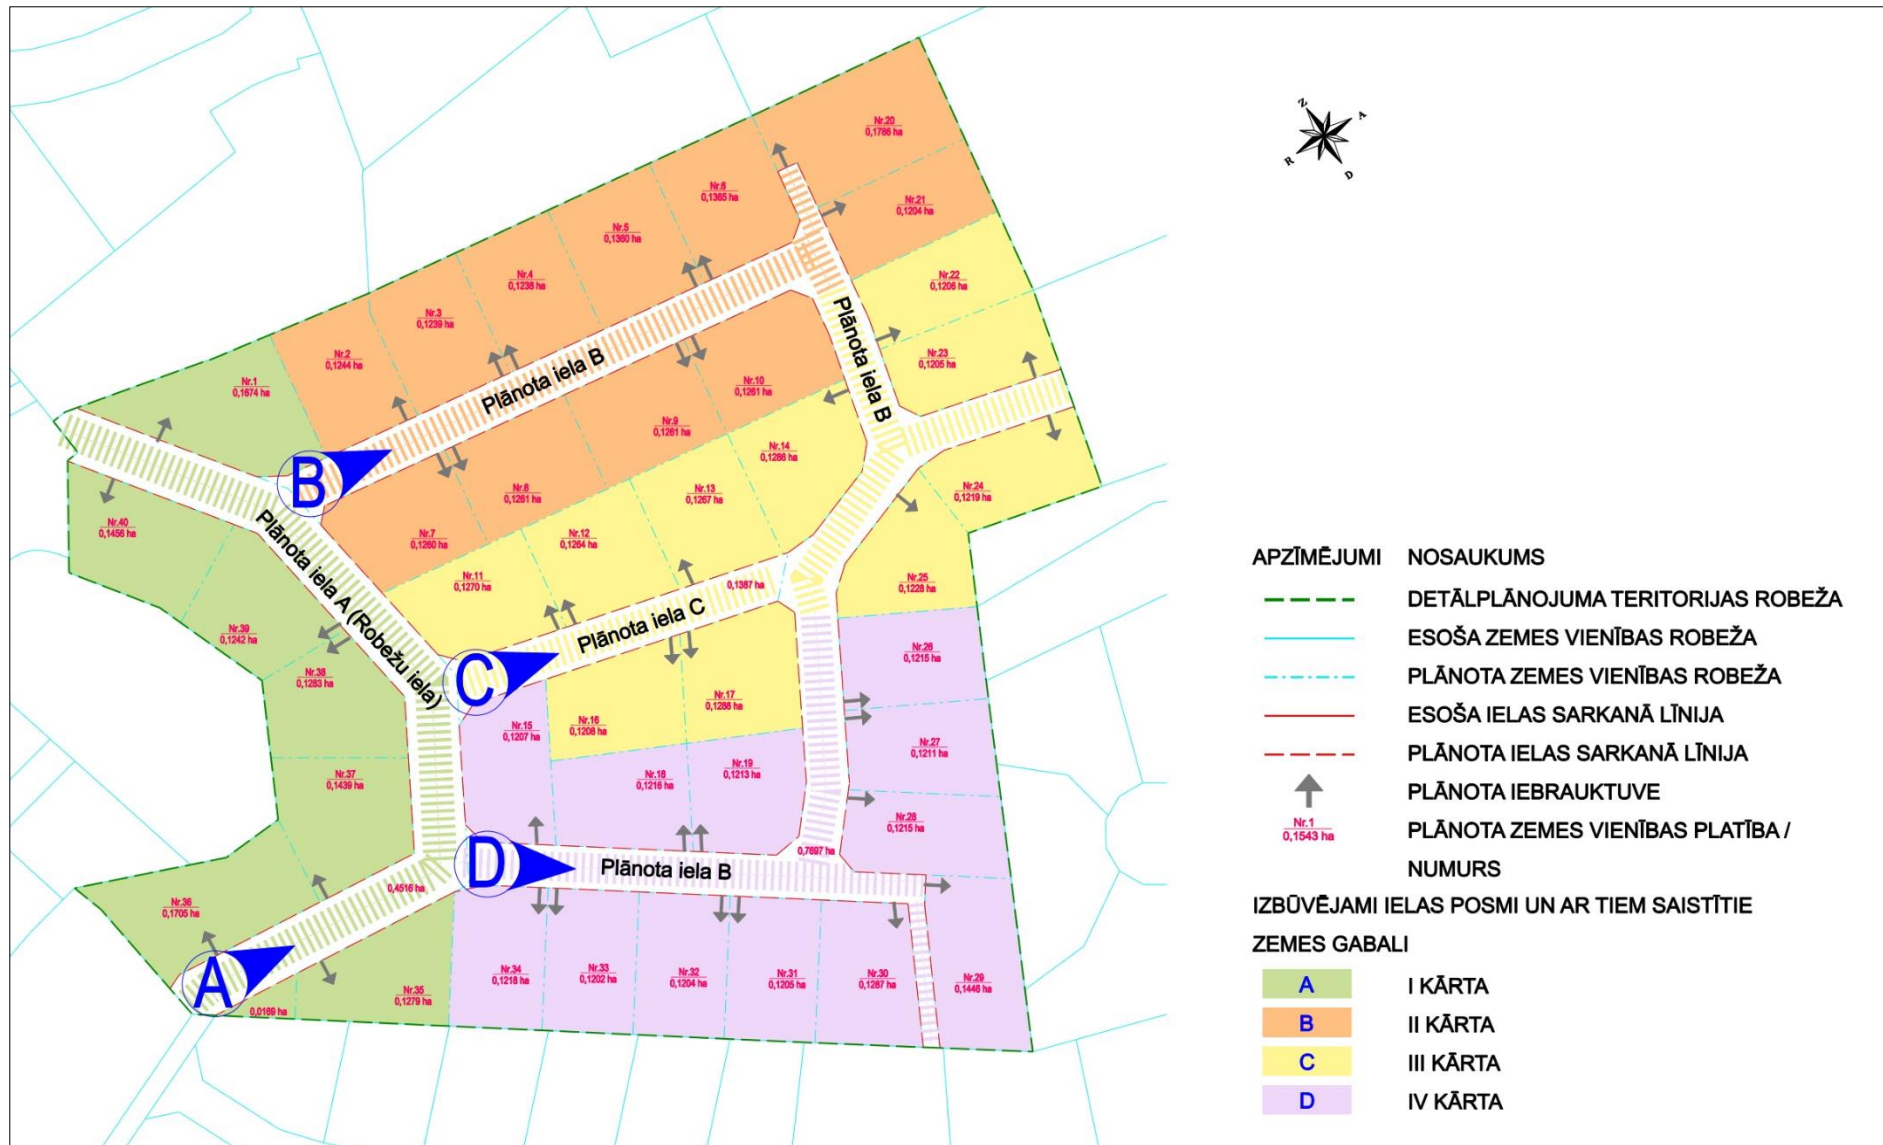 Nr.20
0,1786 ha
Nr.6
0,1365 ha
Nr.21
0,1204 ha
Nr.5
0,1360 ha
Nr.4
0,1238 ha
Nr.22
0,1206 ha
Nr.3
0,1239 ha
Nr.2
0,1244 ha
Nr.23
0,1205 ha
Nr.1
0,1674 ha
Plānota iela B
Plānota iela B
Nr.10
0,1261 ha
Nr.9
0,1261 ha
Nr.14
0,1286 ha
B
Nr.8
0,1261 ha
Nr.13
0,1267 ha
Nr.24
0,1219 ha
Nr.40
0,1456 ha
Nr.7
0,1260 ha
Nr.12
0,1264 ha
Plānota iela A (Robežu iela)
Nr.11
0,1270 ha
0,1387 ha
Nr.25
0,1228 ha
Plānota iela C
Nr.39
0,1242 ha
C
Nr.38
0,1283 ha
Nr.26
0,1215 ha
Nr.17
0,1288 ha
Nr.16
0,1208 ha
Nr.15
0,1207 ha
Nr.27
0,1211 ha
Nr.37
0,1439 ha
Nr.18
0,1216 ha
Nr.19
0,1213 ha
Nr.28
0,1215 ha
0,7697 ha
D
Plānota iela B
0,4516 ha
Nr.36
0,1705 ha
A
Nr.35
0,1279 ha
0,0169 ha
Nr.34
0,1218 ha
Nr.33
0,1202 ha
Nr.32
0,1204 ha
Nr.31
0,1205 ha
Nr.30
0,1287 ha
Nr.29
0,1446 ha
Z
A
R
D
APZĪMĒJUMI NOSAUKUMS
DETĀLPLĀNOJUMA TERITORIJAS ROBEŽA
ESOŠA ZEMES VIENĪBAS ROBEŽA
PLĀNOTA ZEMES VIENĪBAS ROBEŽA
ESOŠA IELAS SARKANĀ LĪNIJA
PLĀNOTA IELAS SARKANĀ LĪNIJA
PLĀNOTA IEBRAUKTUVE
Nr.1
0,1543 ha
PLĀNOTA ZEMES VIENĪBAS PLATĪBA /
NUMURS
IZBŪVĒJAMI IELAS POSMI UN AR TIEM SAISTĪTIE
ZEMES GABALI
A I KĀRTA
B II KĀRTA
C III KĀRTA
D IV KĀRTA